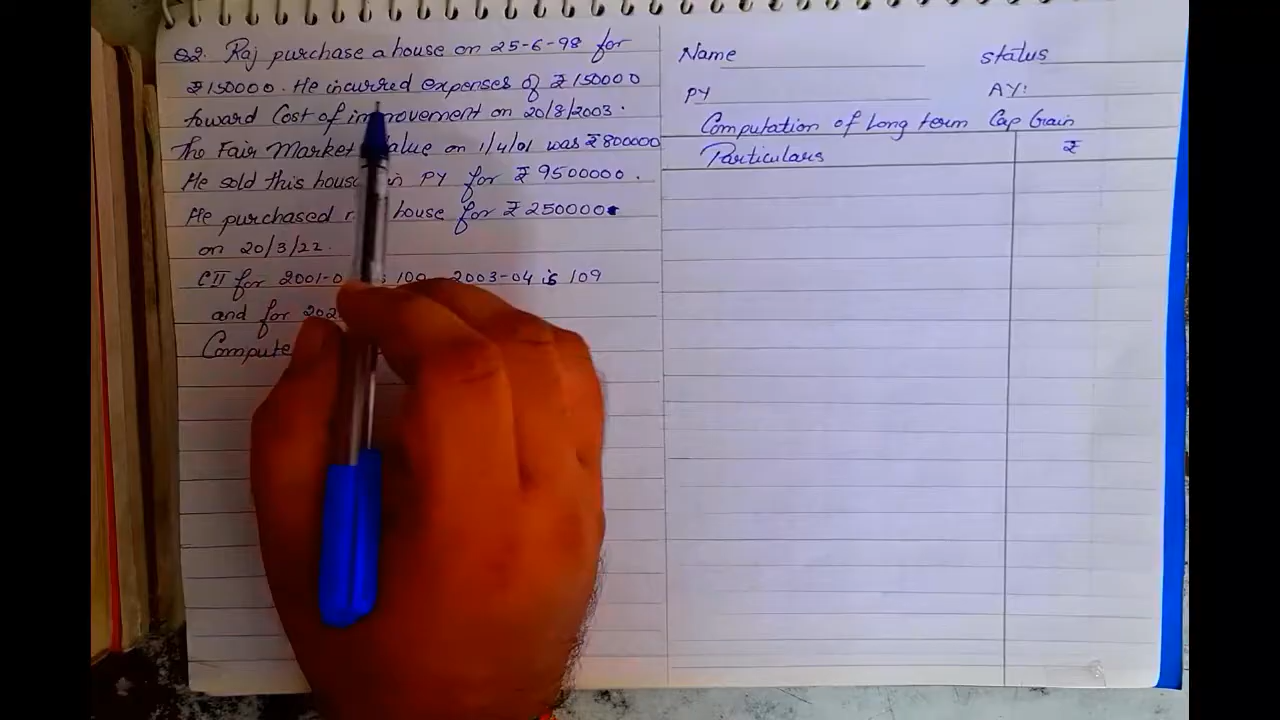 Q2. Raj purchase a house on 25-6-98 for
₹150000. He incurred expenses of ₹150000
toward Cost of improvement on 20/8/2003.
The Fair Market Value on 1/4/01 was ₹800000
He sold this house in PY for ₹9500000.
He purchased house for ₹250000
on 20/3/22.
CII for 2003-04 is 109
and for
Compute
Name
Status
PY
AY:
Computation of Long term Cap Gain
Particulars ₹